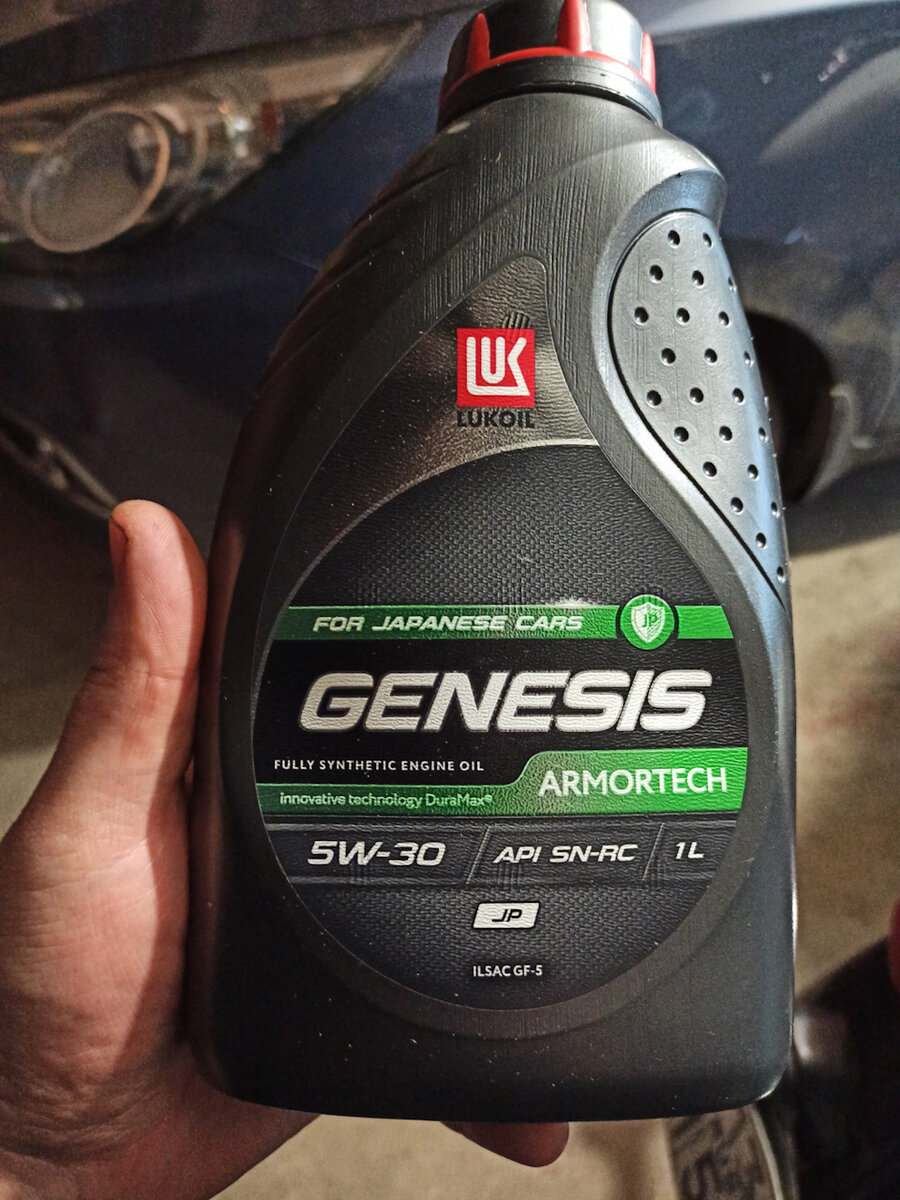 LUK
LUKOIL
FOR JAPANESE CARS
JP
GENESIS
FULLY SYNTHETIC ENGINE OIL
ARMORTECH
innovative technology DuraMax®
5W-30 / API SN-RC / 1L
JP
ILSAC GF-5